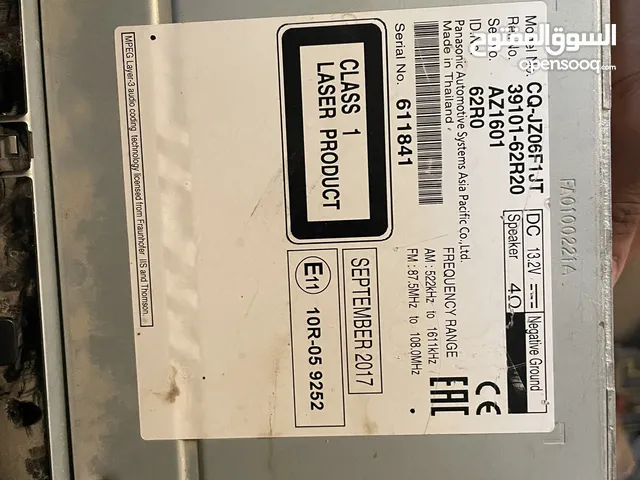 السوق المفتوح
opensooq.com
Model No. CQ-JZ06F1JT
Ref No. 39101-62R20
Set No. AZ1601
ID.X. 62R0
Panasonic Automotive Systems Asia Pacific Co.,Ltd.
Made in Thailand
Serial No. 611841
CLASS 1
LASER PRODUCT
MPEG Layer-3 audio coding technology licensed from Fraunhofer IIS and Thomson.
DC 13.2V Negative Ground
Speaker 4Ω
FREQUENCY RANGE
AM : 522kHz to 1611kHz
FM : 87.5MHz to 108.0MHz
SEPTEMBER 2017
E11 10R-05 9252
CE
EAC
FA0100221A